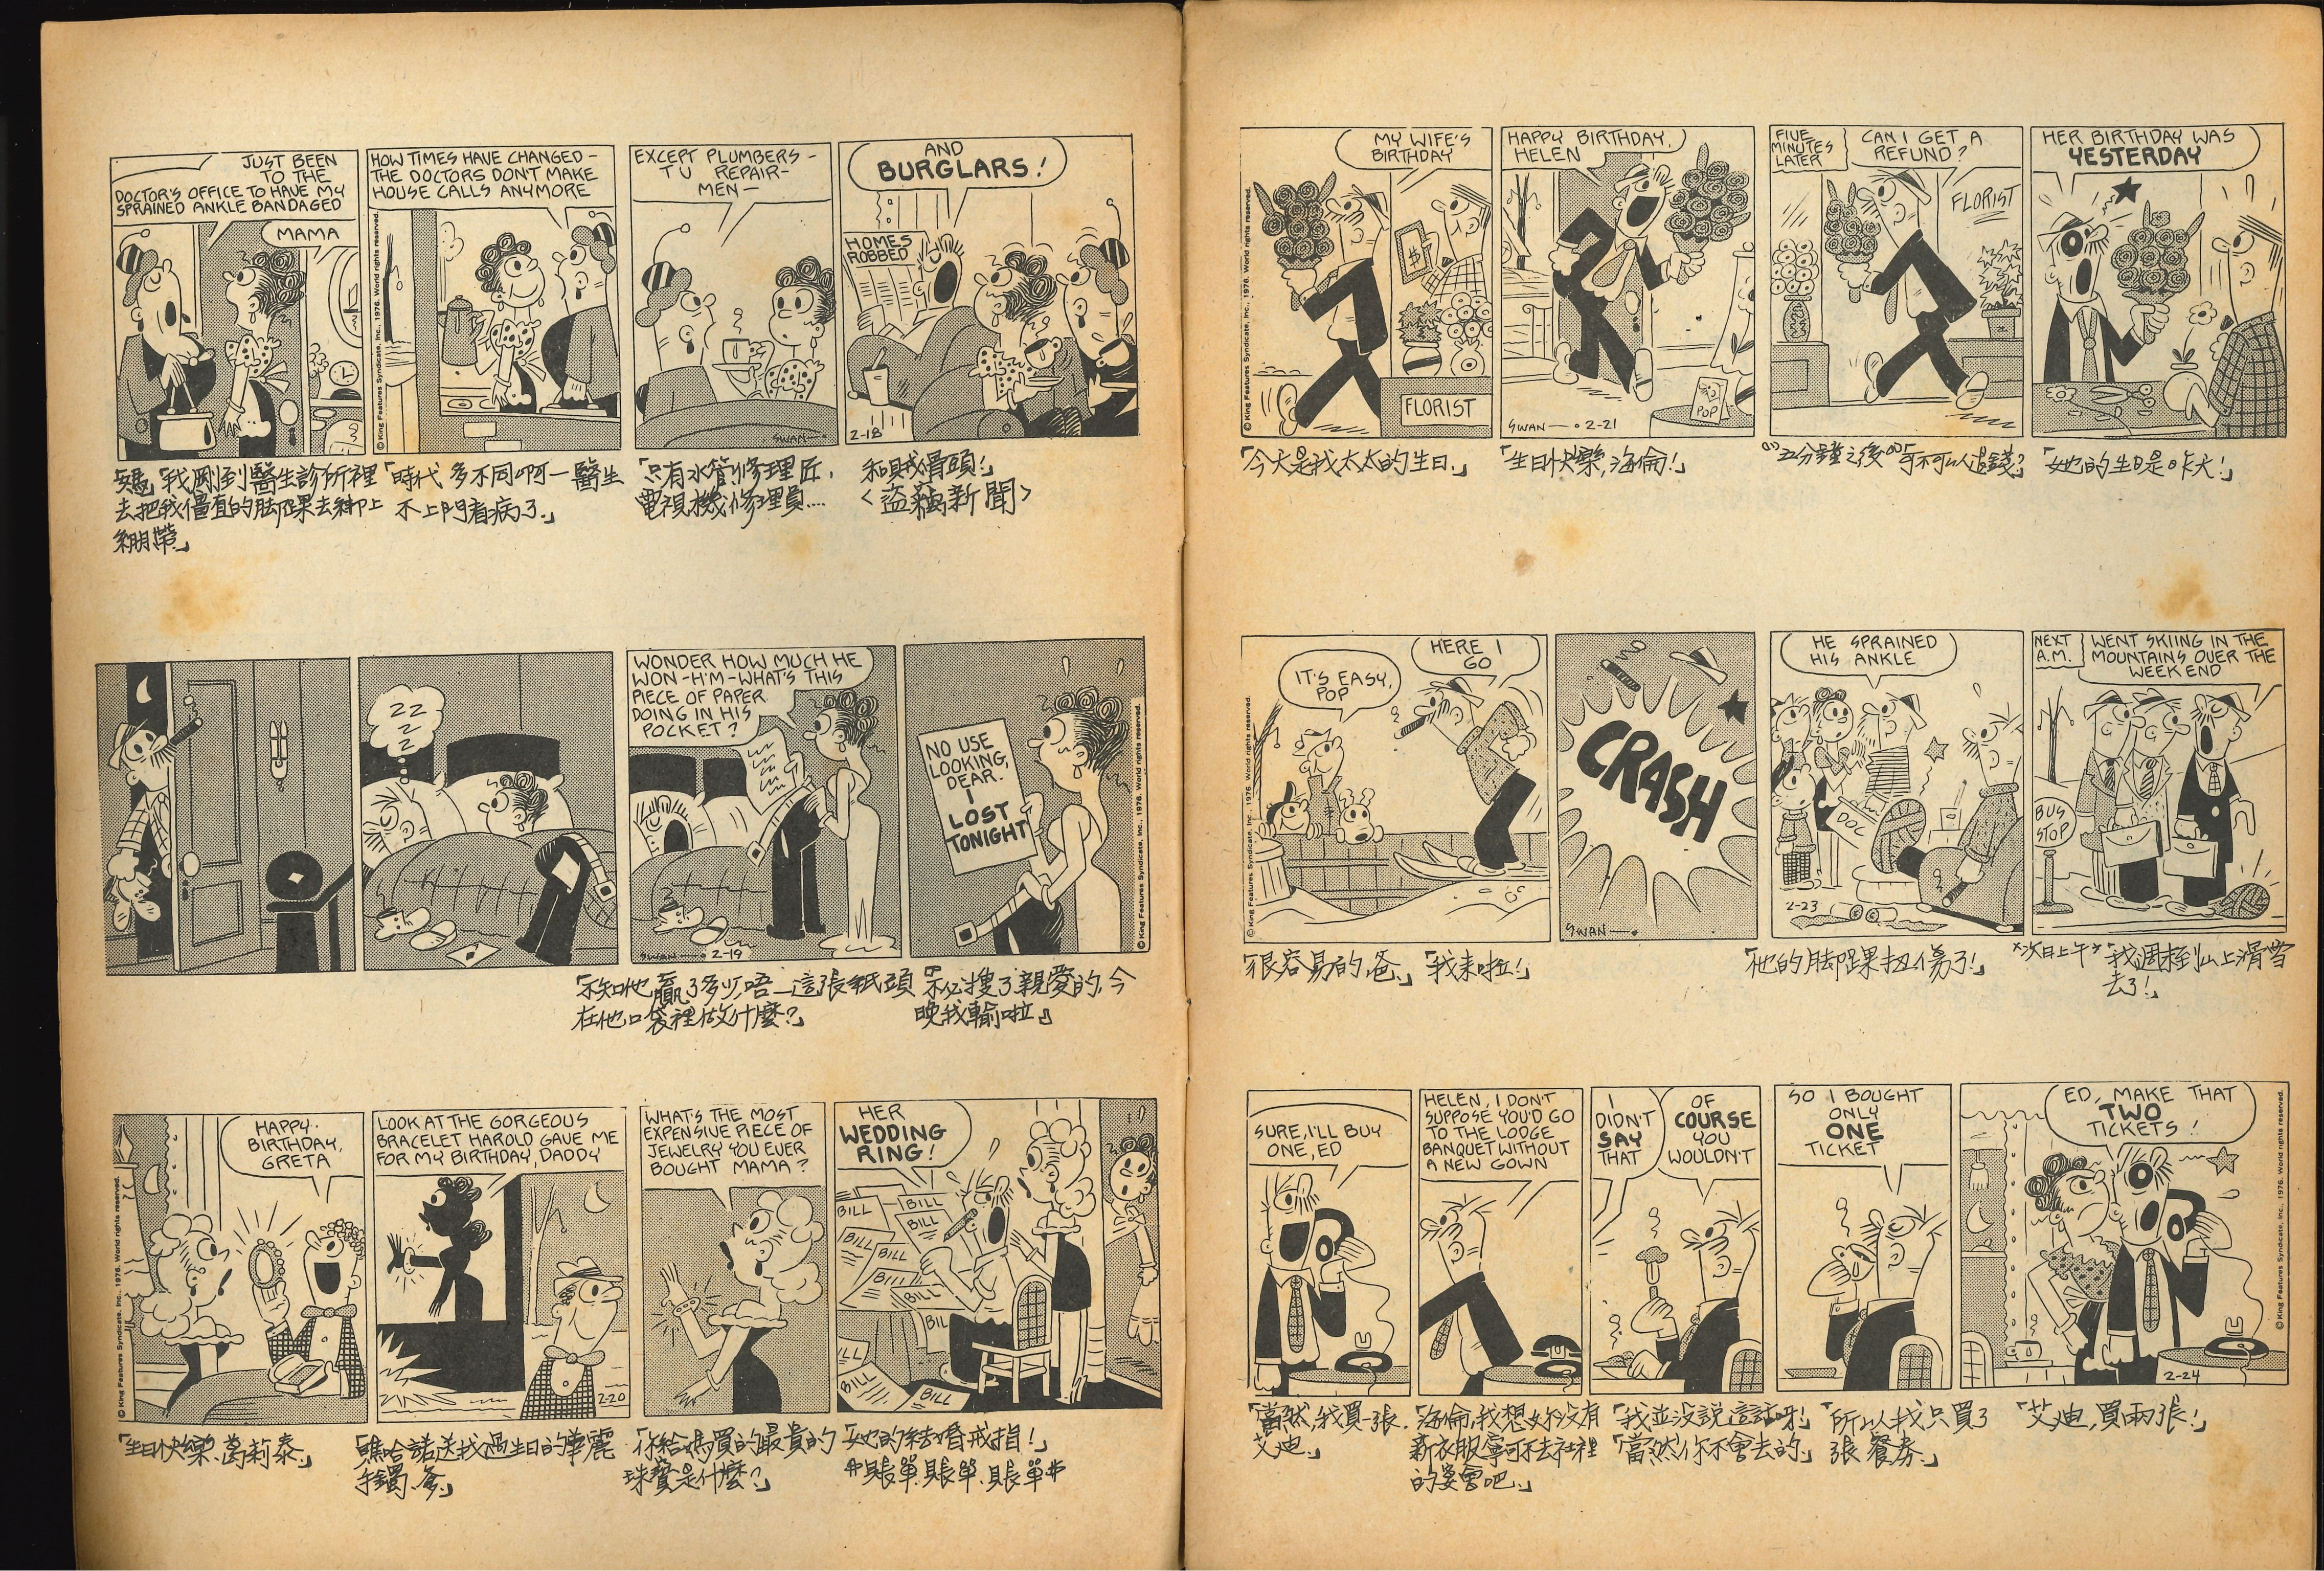 JUST BEEN
TO THE
DOCTOR'S OFFICE TO HAVE MY
SPRAINED ANKLE BANDAGED
MAMA
HOW TIMES HAVE CHANGED -
THE DOCTORS DON'T MAKE
HOUSE CALLS ANYMORE
© King Features Syndicate, Inc., 1976. World rights reserved.
EXCEPT PLUMBERS -
TV REPAIR-
MEN -
SWAN
AND
BURGLARS!
HOMES
ROBBED
2-18
媽「我剛到醫生診所裡
去把我僵直的脚踝去綁上
綳帶」
「時代多不同啊—醫生
不上門看病了」
「只有水管修理匠,
電視機修理員....
和賊骨頭!」
<盜竊新聞>
ZZ
Z
Z
WONDER HOW MUCH HE
WON - H'M - WHAT'S THIS
PIECE OF PAPER
DOING IN HIS
POCKET?
SWAN 2-19
NO USE
LOOKING,
DEAR.
I
LOST
TONIGHT
© King Features Syndicate, Inc., 1976. World rights reserved.
「不知他贏了多少,唔—這張紙頭
在他口袋裡做什麼?」
「不必搜了親愛的,今
晚我輸啦」
HAPPY
BIRTHDAY,
GRETA
© King Features Syndicate, Inc., 1976. World rights reserved.
LOOK AT THE GORGEOUS
BRACELET HAROLD GAVE ME
FOR MY BIRTHDAY, DADDY
2-20
WHAT'S THE MOST
EXPENSIVE PIECE OF
JEWELRY YOU EVER
BOUGHT MAMA?
HER
WEDDING
RING!
BILL
BILL
BILL
BILL
BILL
BILL
BILL
BILL
BILL
「生日快樂、葛莉泰」
「瞧哈諾送我過生日的華麗
手鐲、爹」
「你給媽買的最貴的
珠寶是什麼?」
「她的結婚戒指!」
*賬單.賬單.賬單*
MY WIFE'S
BIRTHDAY
FLORIST
© King Features Syndicate, Inc., 1976. World rights reserved.
HAPPY BIRTHDAY,
HELEN
POP
SWAN 2-21
FIVE
MINUTES
LATER
CAN I GET A
REFUND?
FLORIST
HER BIRTHDAY WAS
YESTERDAY
「今天是我太太的生日」
「生日快樂,海倫!」
五分鐘之後 可不可以退錢?
「她的生日是昨天!」
IT'S EASY,
POP
HERE I
GO
© King Features Syndicate, Inc., 1976. World rights reserved.
CRASH
SWAN
HE SPRAINED
HIS ANKLE
DOC
2-23
NEXT
A.M.
WENT SKIING IN THE
MOUNTAINS OVER THE
WEEK END
BUS
STOP
「很容易的,爸」
「我来啦!」
「他的脚踝扭傷了!」
*次日上午*「我週末到山上滑雪
去了!」
SURE, I'LL BUY
ONE, ED
HELEN, I DON'T
SUPPOSE YOU'D GO
TO THE LODGE
BANQUET WITHOUT
A NEW GOWN
I
DIDN'T
SAY
THAT
OF
COURSE
YOU
WOULDN'T
SO I BOUGHT
ONLY
ONE
TICKET
ED, MAKE THAT
TWO
TICKETS!
2-24
© King Features Syndicate, Inc., 1976. World rights reserved.
「當然,我買一張.
艾迪」
「海倫,我想妳没有
新衣服寧可不去社裡
的宴會吧」
「我並没説這話呀!」
「當然你不會去的」
「所以我只買了
張餐券」
「艾迪,買兩張!」